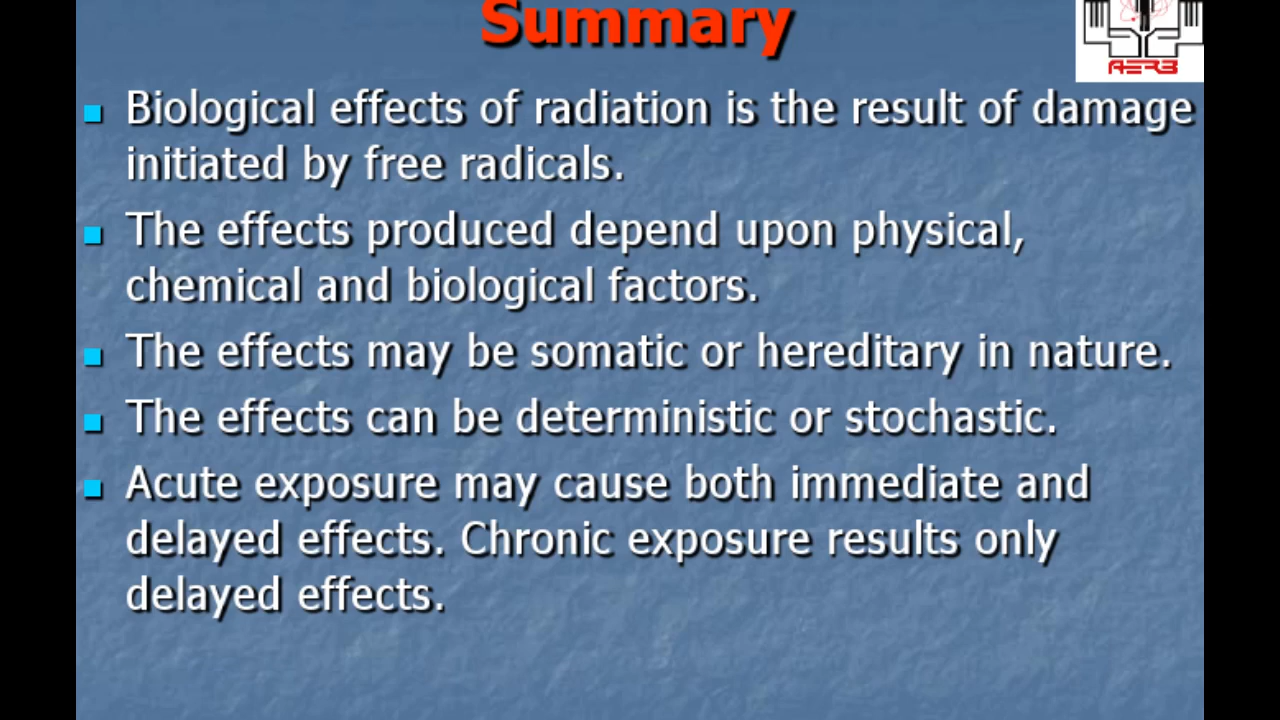 Summary
AERB
Biological effects of radiation is the result of damage
initiated by free radicals.
The effects produced depend upon physical,
chemical and biological factors.
The effects may be somatic or hereditary in nature.
The effects can be deterministic or stochastic.
Acute exposure may cause both immediate and
delayed effects. Chronic exposure results only
delayed effects.